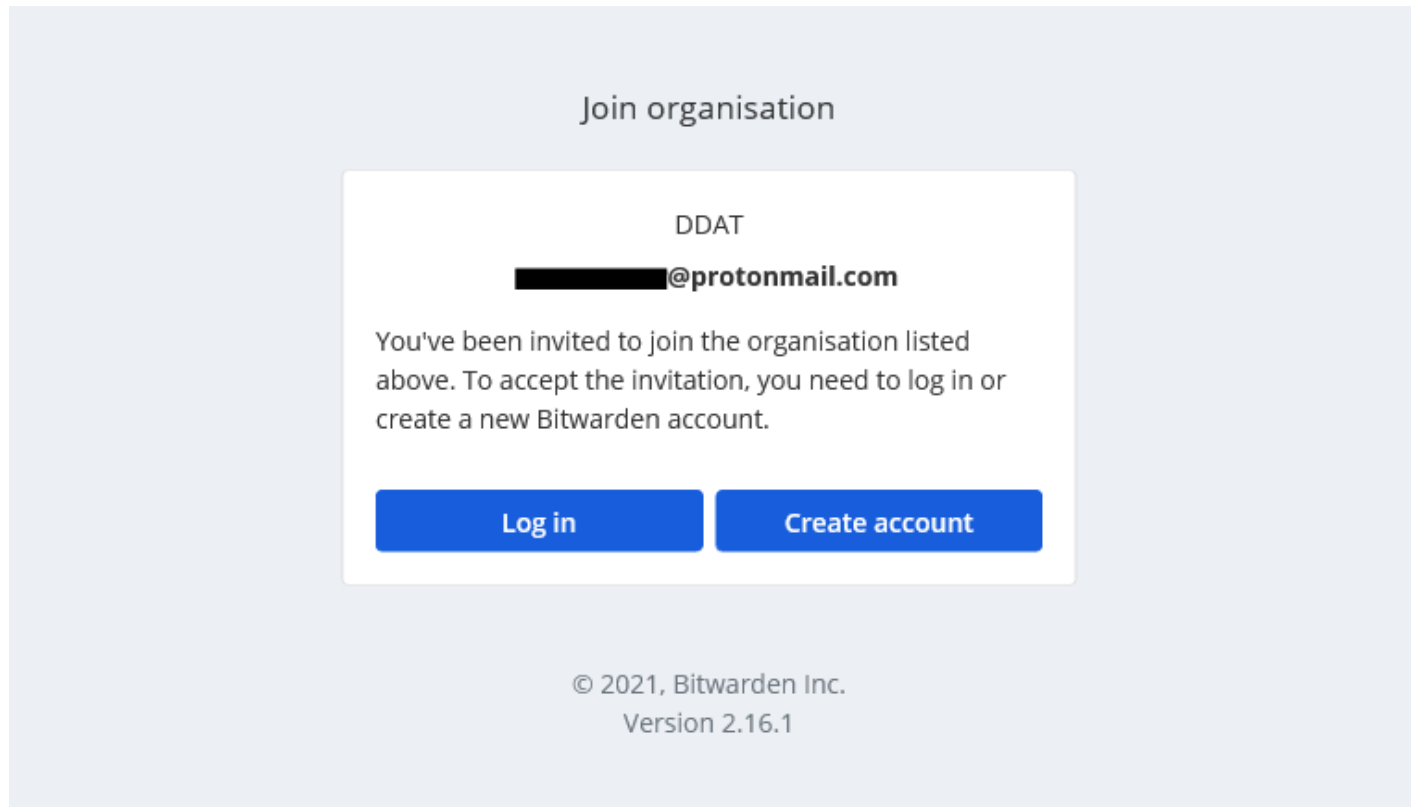 Join organisation
DDAT
@protonmail.com
You've been invited to join the organisation listed
above. To accept the invitation, you need to log in or
create a new Bitwarden account.
Log in Create account
© 2021, Bitwarden Inc.
Version 2.16.1